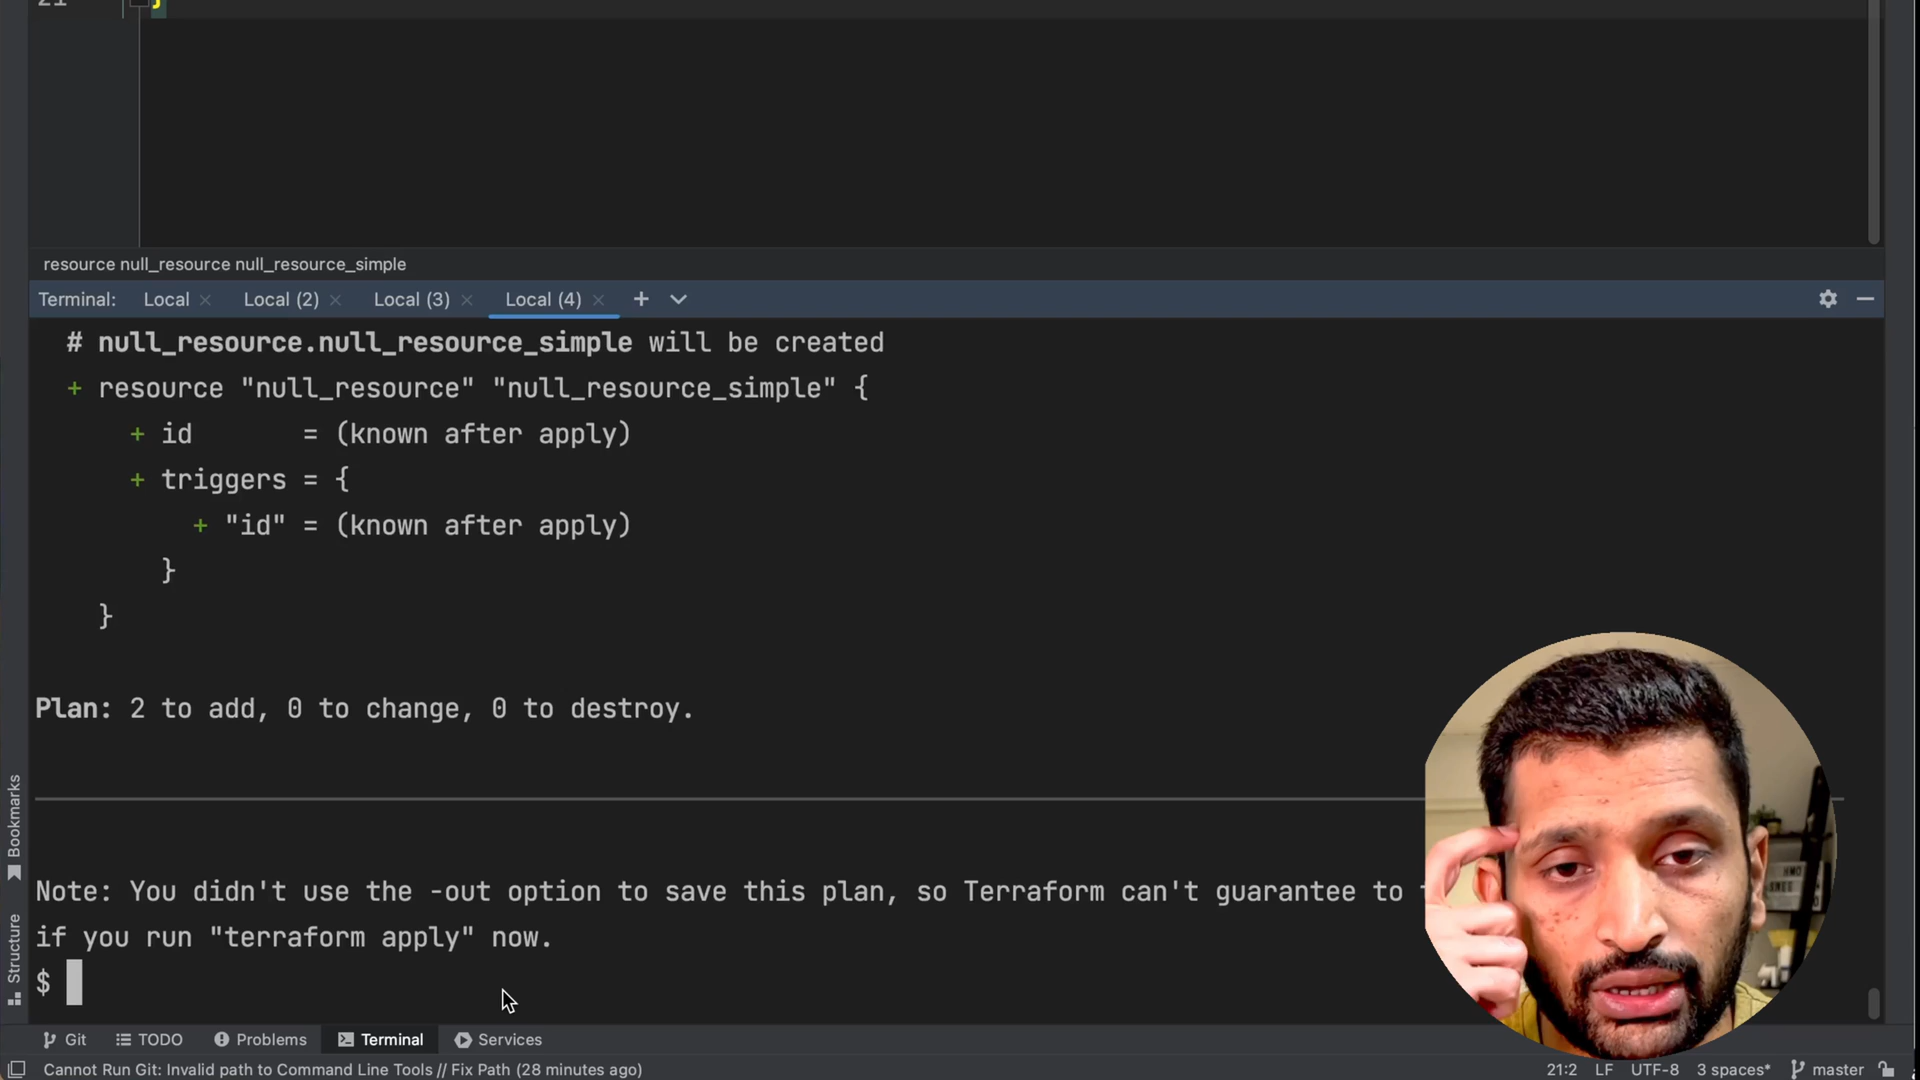 21
}
resource null_resource null_resource_simple
Terminal: Local Local (2) Local (3) Local (4)
# null_resource.null_resource_simple will be created
+ resource "null_resource" "null_resource_simple" {
+ id = (known after apply)
+ triggers = {
+ "id" = (known after apply)
}
}
Plan: 2 to add, 0 to change, 0 to destroy.
Note: You didn't use the -out option to save this plan, so Terraform can't guarantee to
if you run "terraform apply" now.
$
Bookmarks
Structure
Git TODO Problems Terminal Services
Cannot Run Git: Invalid path to Command Line Tools // Fix Path (28 minutes ago) 21:2 LF UTF-8 3 spaces* master